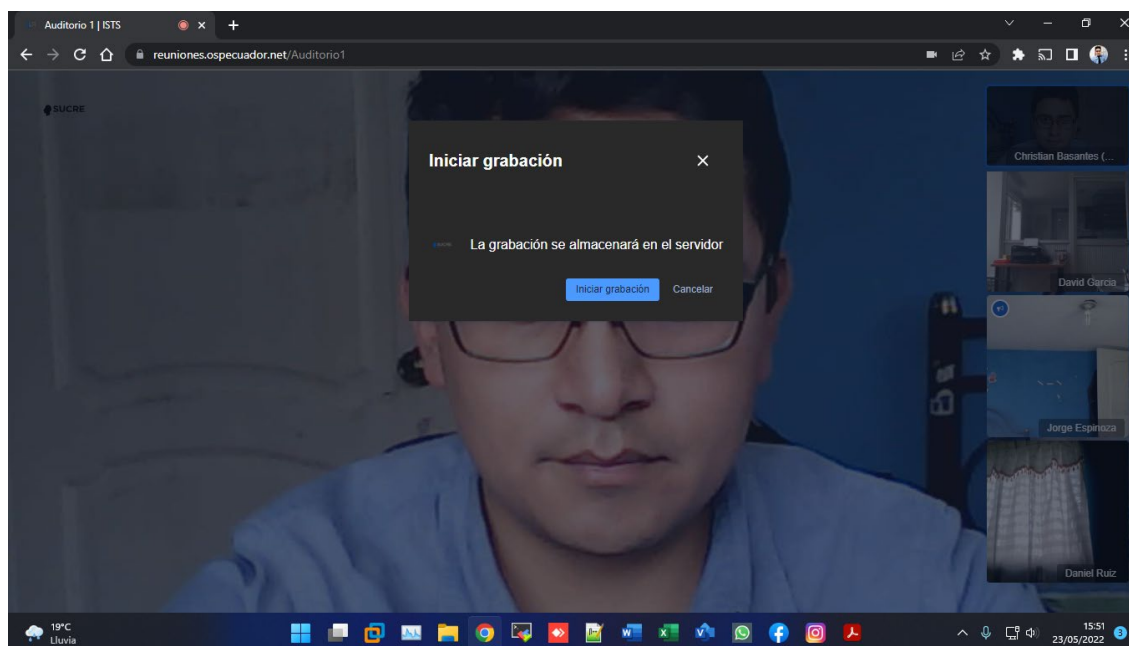 Auditorio 1 | ISTS
reuniones.ospecuador.net/Auditorio1
SUCRE
Iniciar grabación
La grabación se almacenará en el servidor
Iniciar grabación
Cancelar
Christian Basantes (...
David Garcia
Jorge Espinoza
Daniel Ruiz
19°C
Lluvia
15:51
23/05/2022
3